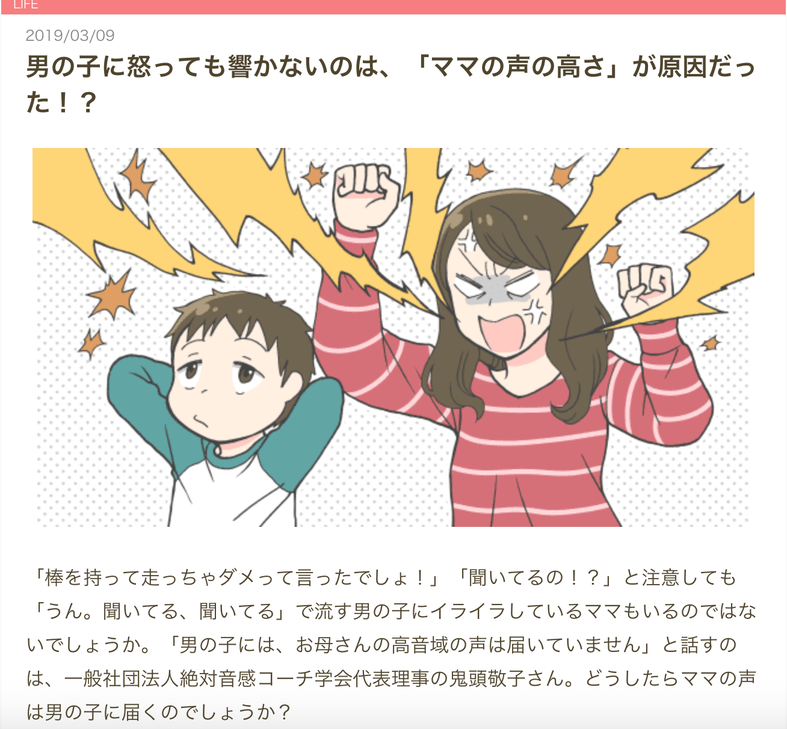 LIFE
2019/03/09
男の子に怒っても響かないのは、「ママの声の高さ」が原因だっ
た！？
「棒を持って走っちゃダメって言ったでしょ！」「聞いてるの！？」と注意しても
「うん。聞いてる、聞いてる」で流す男の子にイライラしているママもいるのではな
いでしょうか。「男の子には、お母さんの高音域の声は届いていません」と話すの
は、一般社団法人絶対音感コーチ学会代表理事の鬼頭敬子さん。どうしたらママの声
は男の子に届くのでしょうか？